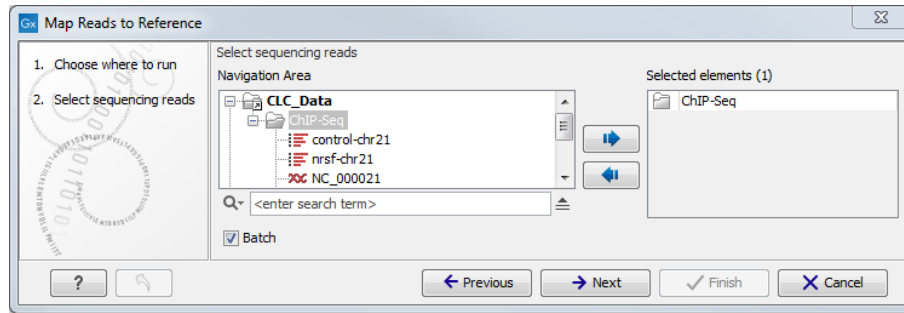 Gx Map Reads to Reference
1. Choose where to run
2. Select sequencing reads
Select sequencing reads
Navigation Area
CLC_Data
ChIP-Seq
control-chr21
nrsf-chr21
NC_000021
<enter search term>
Batch
Selected elements (1)
ChIP-Seq
?
Previous
Next
Finish
Cancel